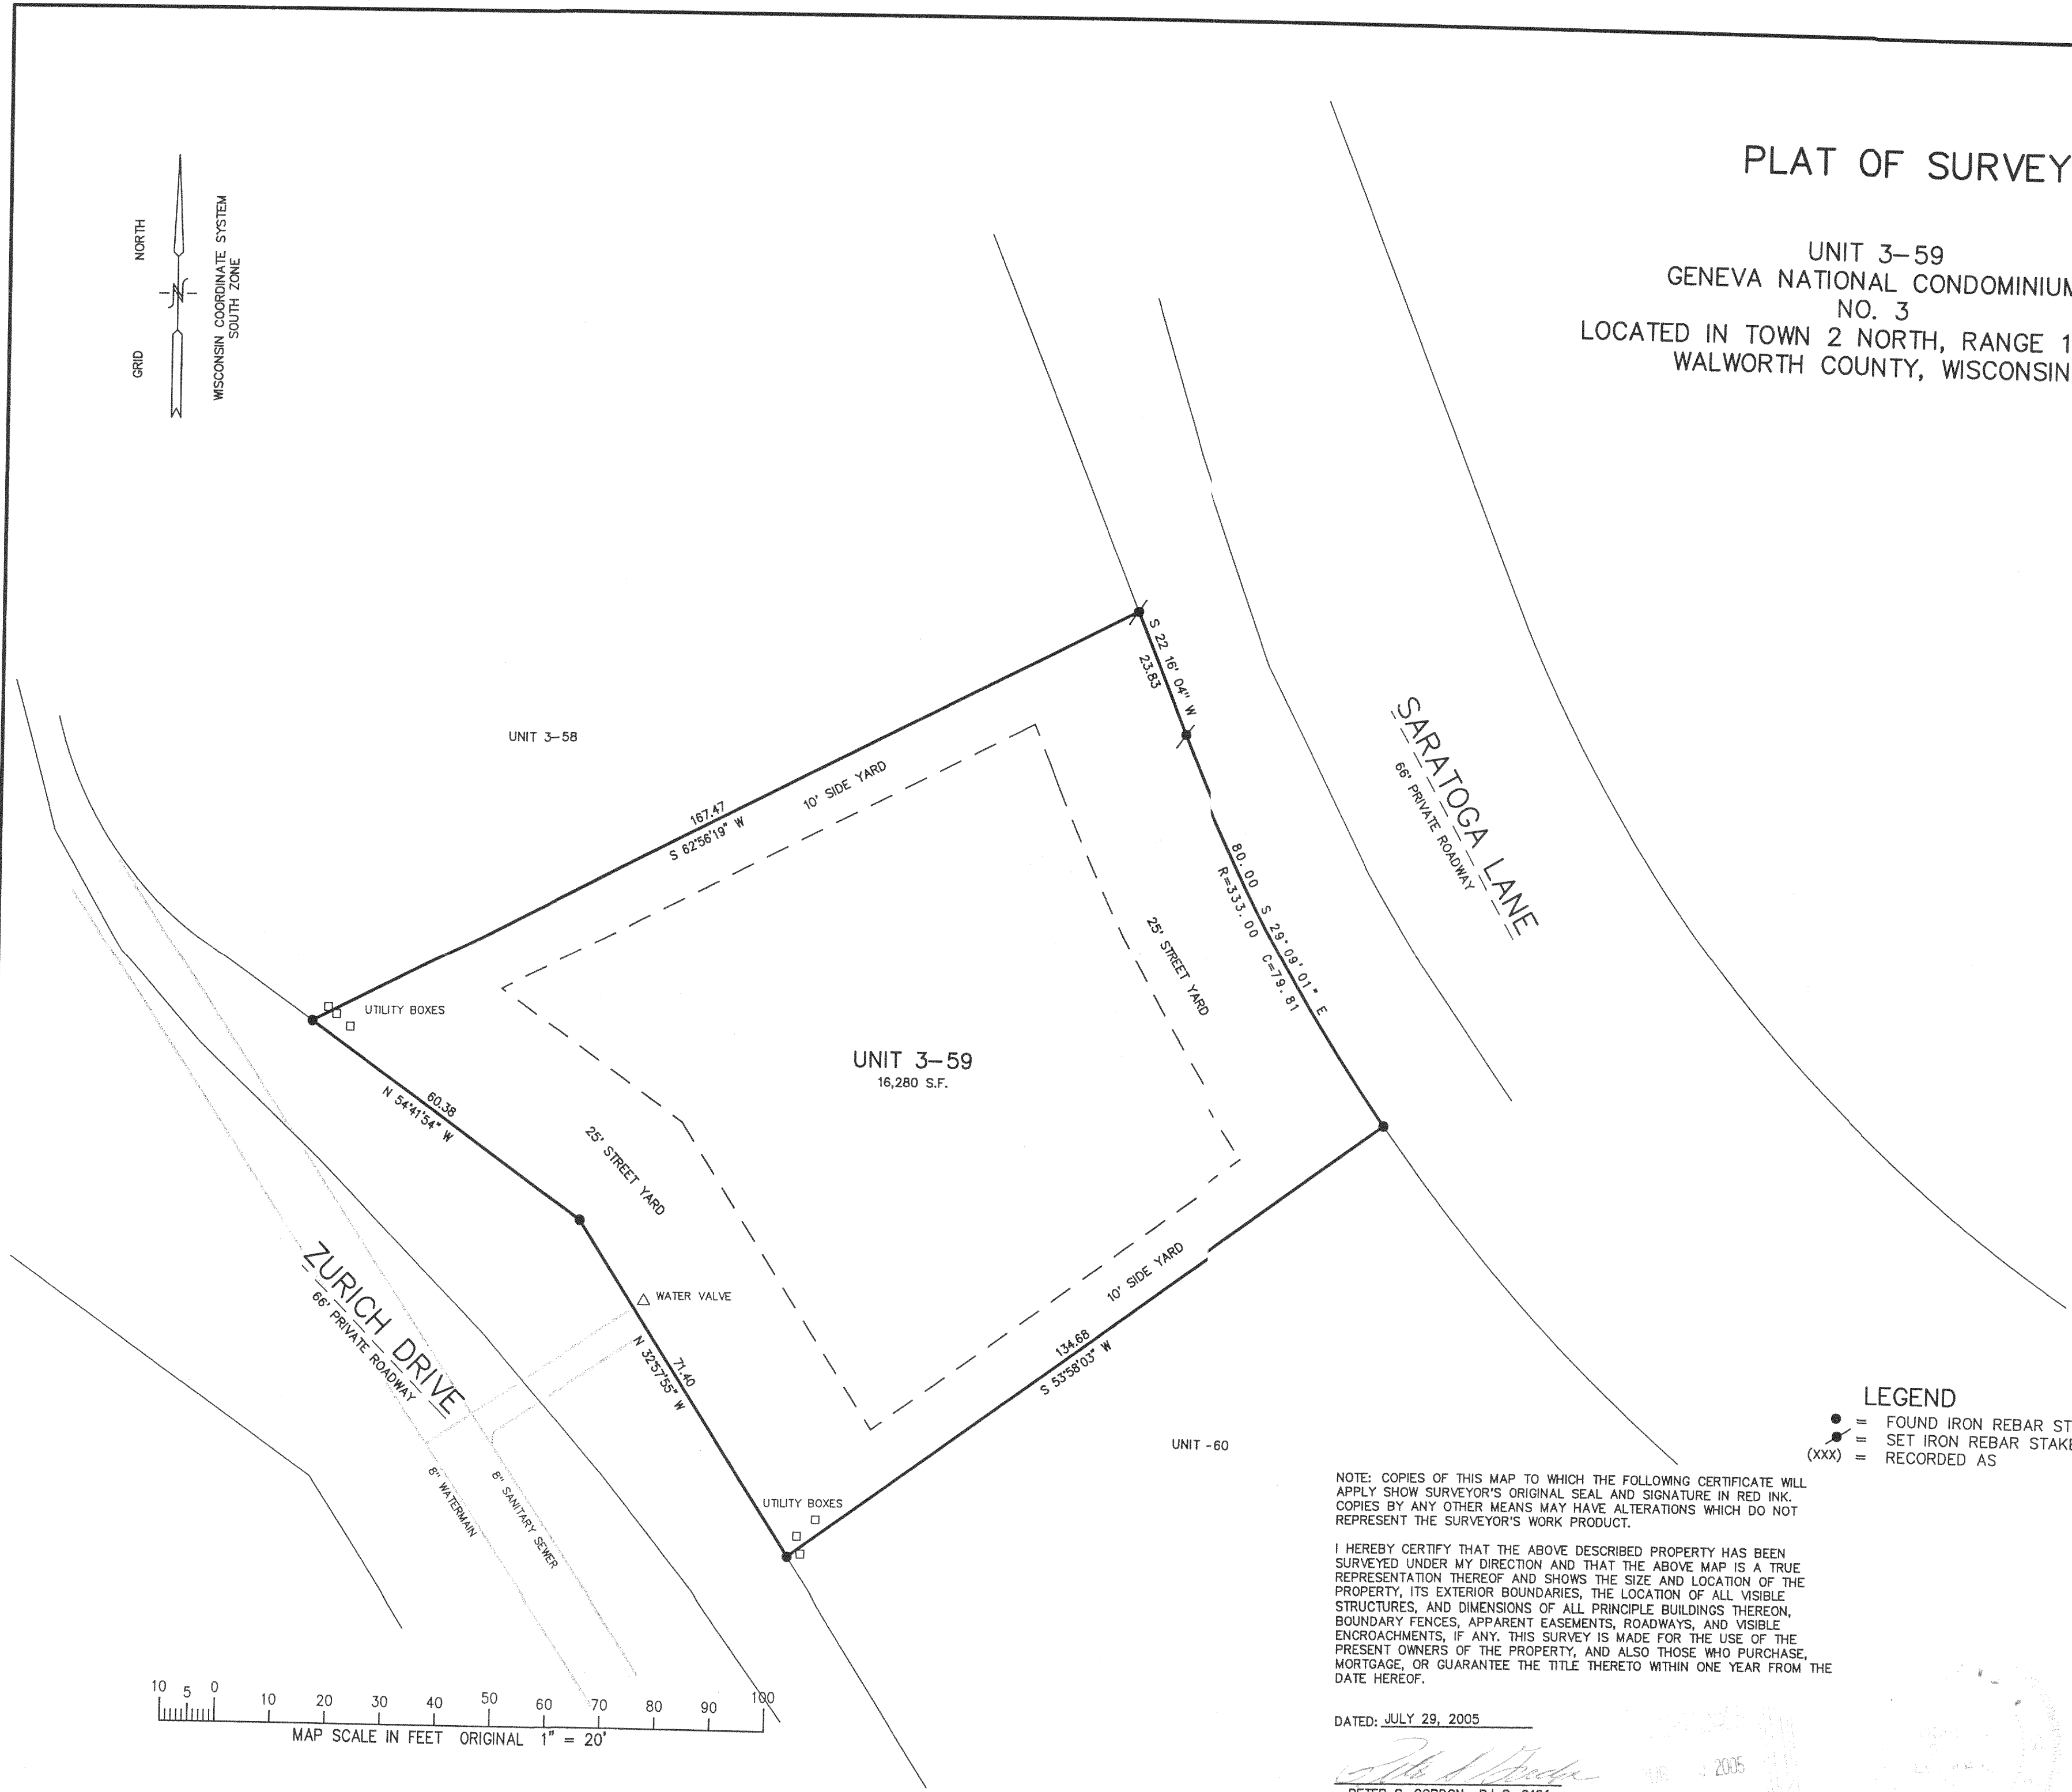 PLAT OF SURVEY
UNIT 3-59
GENEVA NATIONAL CONDOMINIUM
NO. 3
LOCATED IN TOWN 2 NORTH, RANGE 1
WALWORTH COUNTY, WISCONSIN
GRID NORTH
WISCONSIN COORDINATE SYSTEM
SOUTH ZONE
N
UNIT 3-58
167.47
S 62°56'19" W
10' SIDE YARD
S 22 16' 04" W
23.83
SARATOGA LANE
66' PRIVATE ROADWAY
80.00 S 29°09'01" E
R=333.00 C=79.81
25' STREET YARD
UTILITY BOXES
UNIT 3-59
16,280 S.F.
60.38
N 54°41'54" W
25' STREET YARD
WATER VALVE
ZURICH DRIVE
66' PRIVATE ROADWAY
71.40
N 32°57'55" W
10' SIDE YARD
134.68
S 53°58'03" W
UNIT -60
8" WATERMAIN
8" SANITARY SEWER
UTILITY BOXES
LEGEND
= FOUND IRON REBAR ST
= SET IRON REBAR STAKE
(XXX) = RECORDED AS
NOTE: COPIES OF THIS MAP TO WHICH THE FOLLOWING CERTIFICATE WILL
APPLY SHOW SURVEYOR'S ORIGINAL SEAL AND SIGNATURE IN RED INK.
COPIES BY ANY OTHER MEANS MAY HAVE ALTERATIONS WHICH DO NOT
REPRESENT THE SURVEYOR'S WORK PRODUCT.
I HEREBY CERTIFY THAT THE ABOVE DESCRIBED PROPERTY HAS BEEN
SURVEYED UNDER MY DIRECTION AND THAT THE ABOVE MAP IS A TRUE
REPRESENTATION THEREOF AND SHOWS THE SIZE AND LOCATION OF THE
PROPERTY, ITS EXTERIOR BOUNDARIES, THE LOCATION OF ALL VISIBLE
STRUCTURES, AND DIMENSIONS OF ALL PRINCIPLE BUILDINGS THEREON,
BOUNDARY FENCES, APPARENT EASEMENTS, ROADWAYS, AND VISIBLE
ENCROACHMENTS, IF ANY. THIS SURVEY IS MADE FOR THE USE OF THE
PRESENT OWNERS OF THE PROPERTY, AND ALSO THOSE WHO PURCHASE,
MORTGAGE, OR GUARANTEE THE TITLE THERETO WITHIN ONE YEAR FROM THE
DATE HEREOF.
DATED: JULY 29, 2005
2005
PETER S. GORDON
10 5 0 10 20 30 40 50 60 70 80 90 100
MAP SCALE IN FEET ORIGINAL 1" = 20'